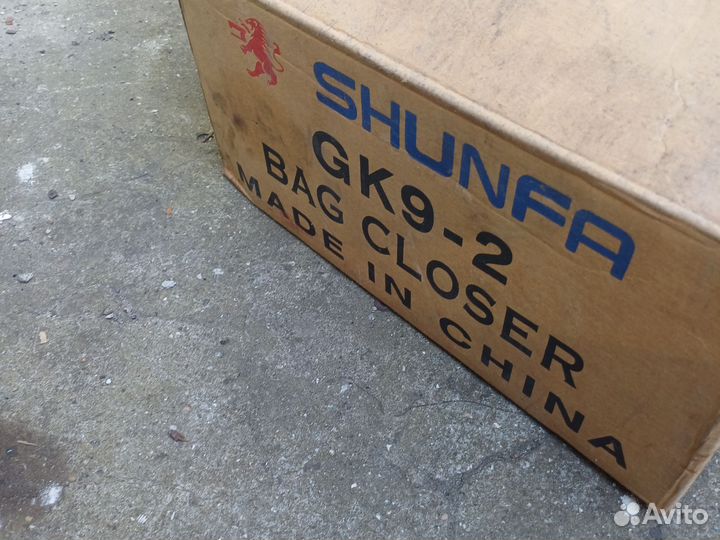 SHUNFA
GK9-2
BAG CLOSER
MADE IN CHINA
Avito